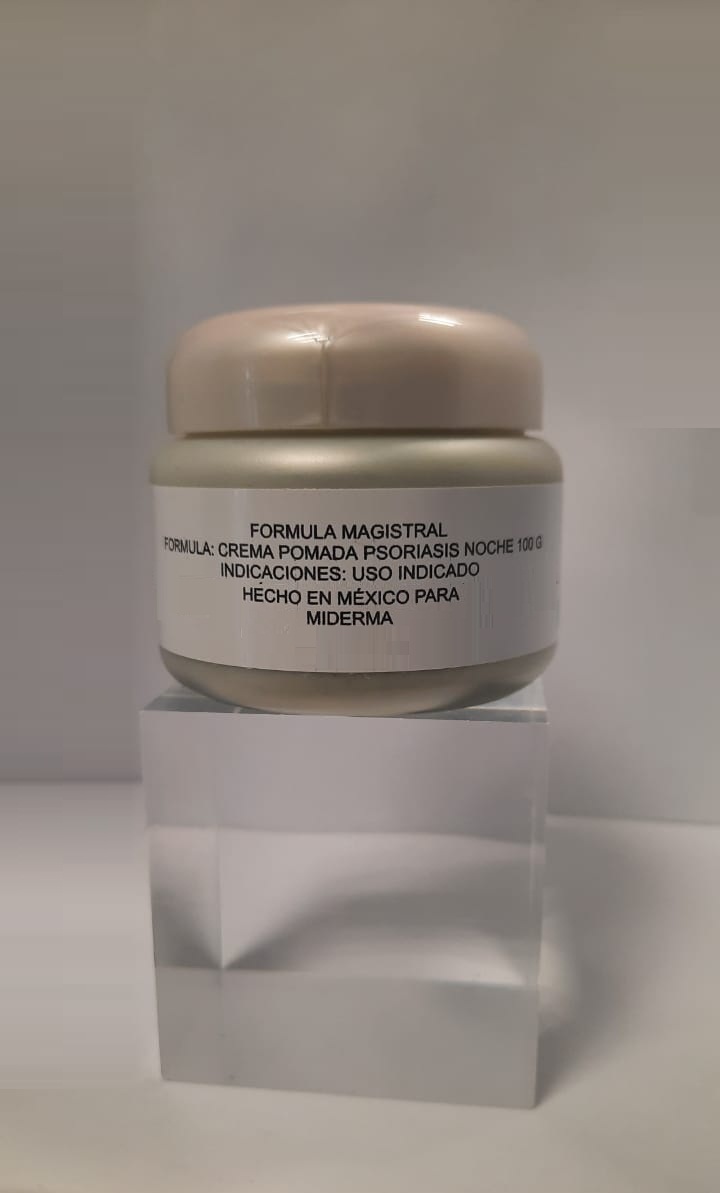 FORMULA MAGISTRAL
FORMULA: CREMA POMADA PSORIASIS NOCHE 100 G
INDICACIONES: USO INDICADO
HECHO EN MÉXICO PARA
MIDERMA